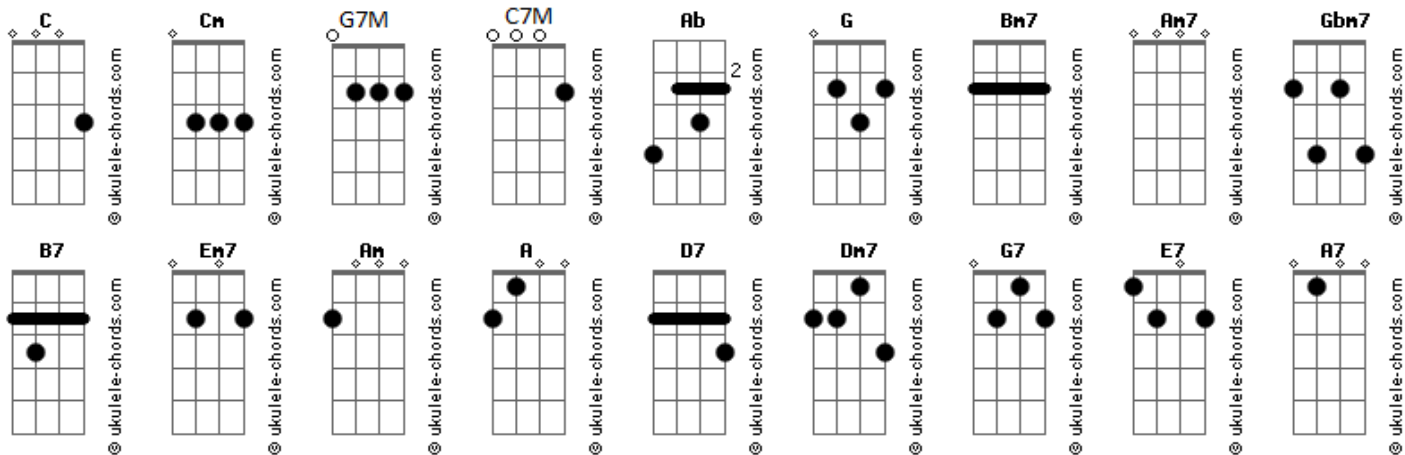 C Cm G7M C7M Ab G Bm7 Am7 Gbm7
2
© ukulele-chords.com © ukulele-chords.com © ukulele-chords.com © ukulele-chords.com © ukulele-chords.com © ukulele-chords.com © ukulele-chords.com © ukulele-chords.com © ukulele-chords.com
B7 Em7 Am A D7 Dm7 G7 E7 A7
© ukulele-chords.com © ukulele-chords.com © ukulele-chords.com © ukulele-chords.com © ukulele-chords.com © ukulele-chords.com © ukulele-chords.com © ukulele-chords.com © ukulele-chords.com